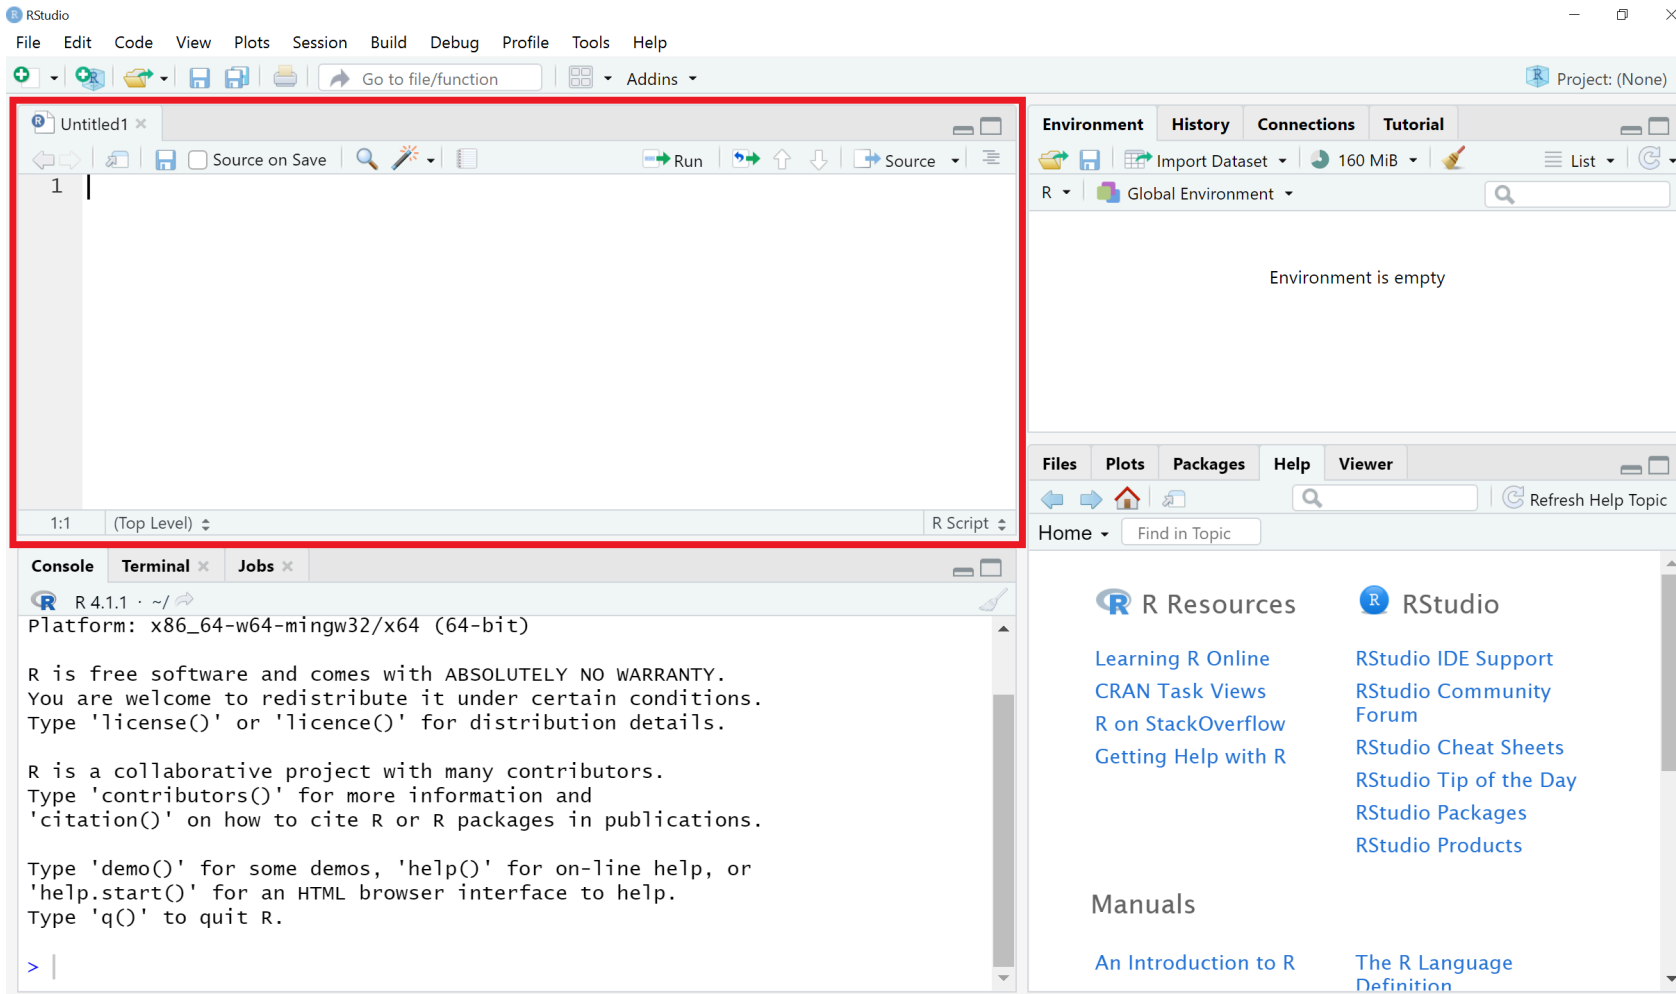 RStudio
File Edit Code View Plots Session Build Debug Profile Tools Help
Go to file/function Addins Project: (None)
Untitled1
Source on Save Run Source
1
1:1 (Top Level) R Script
Console Terminal Jobs
R 4.1.1 · ~/
Platform: x86_64-w64-mingw32/x64 (64-bit)
R is free software and comes with ABSOLUTELY NO WARRANTY.
You are welcome to redistribute it under certain conditions.
Type 'license()' or 'licence()' for distribution details.
R is a collaborative project with many contributors.
Type 'contributors()' for more information and
'citation()' on how to cite R or R packages in publications.
Type 'demo()' for some demos, 'help()' for on-line help, or
'help.start()' for an HTML browser interface to help.
Type 'q()' to quit R.
>
Environment History Connections Tutorial
Import Dataset 160 MiB List
R Global Environment
Environment is empty
Files Plots Packages Help Viewer
Refresh Help Topic
Home Find in Topic
R Resources
Learning R Online
CRAN Task Views
R on StackOverflow
Getting Help with R
R RStudio
RStudio IDE Support
RStudio Community
Forum
RStudio Cheat Sheets
RStudio Tip of the Day
RStudio Packages
RStudio Products
Manuals
An Introduction to R
The R Language
Definition